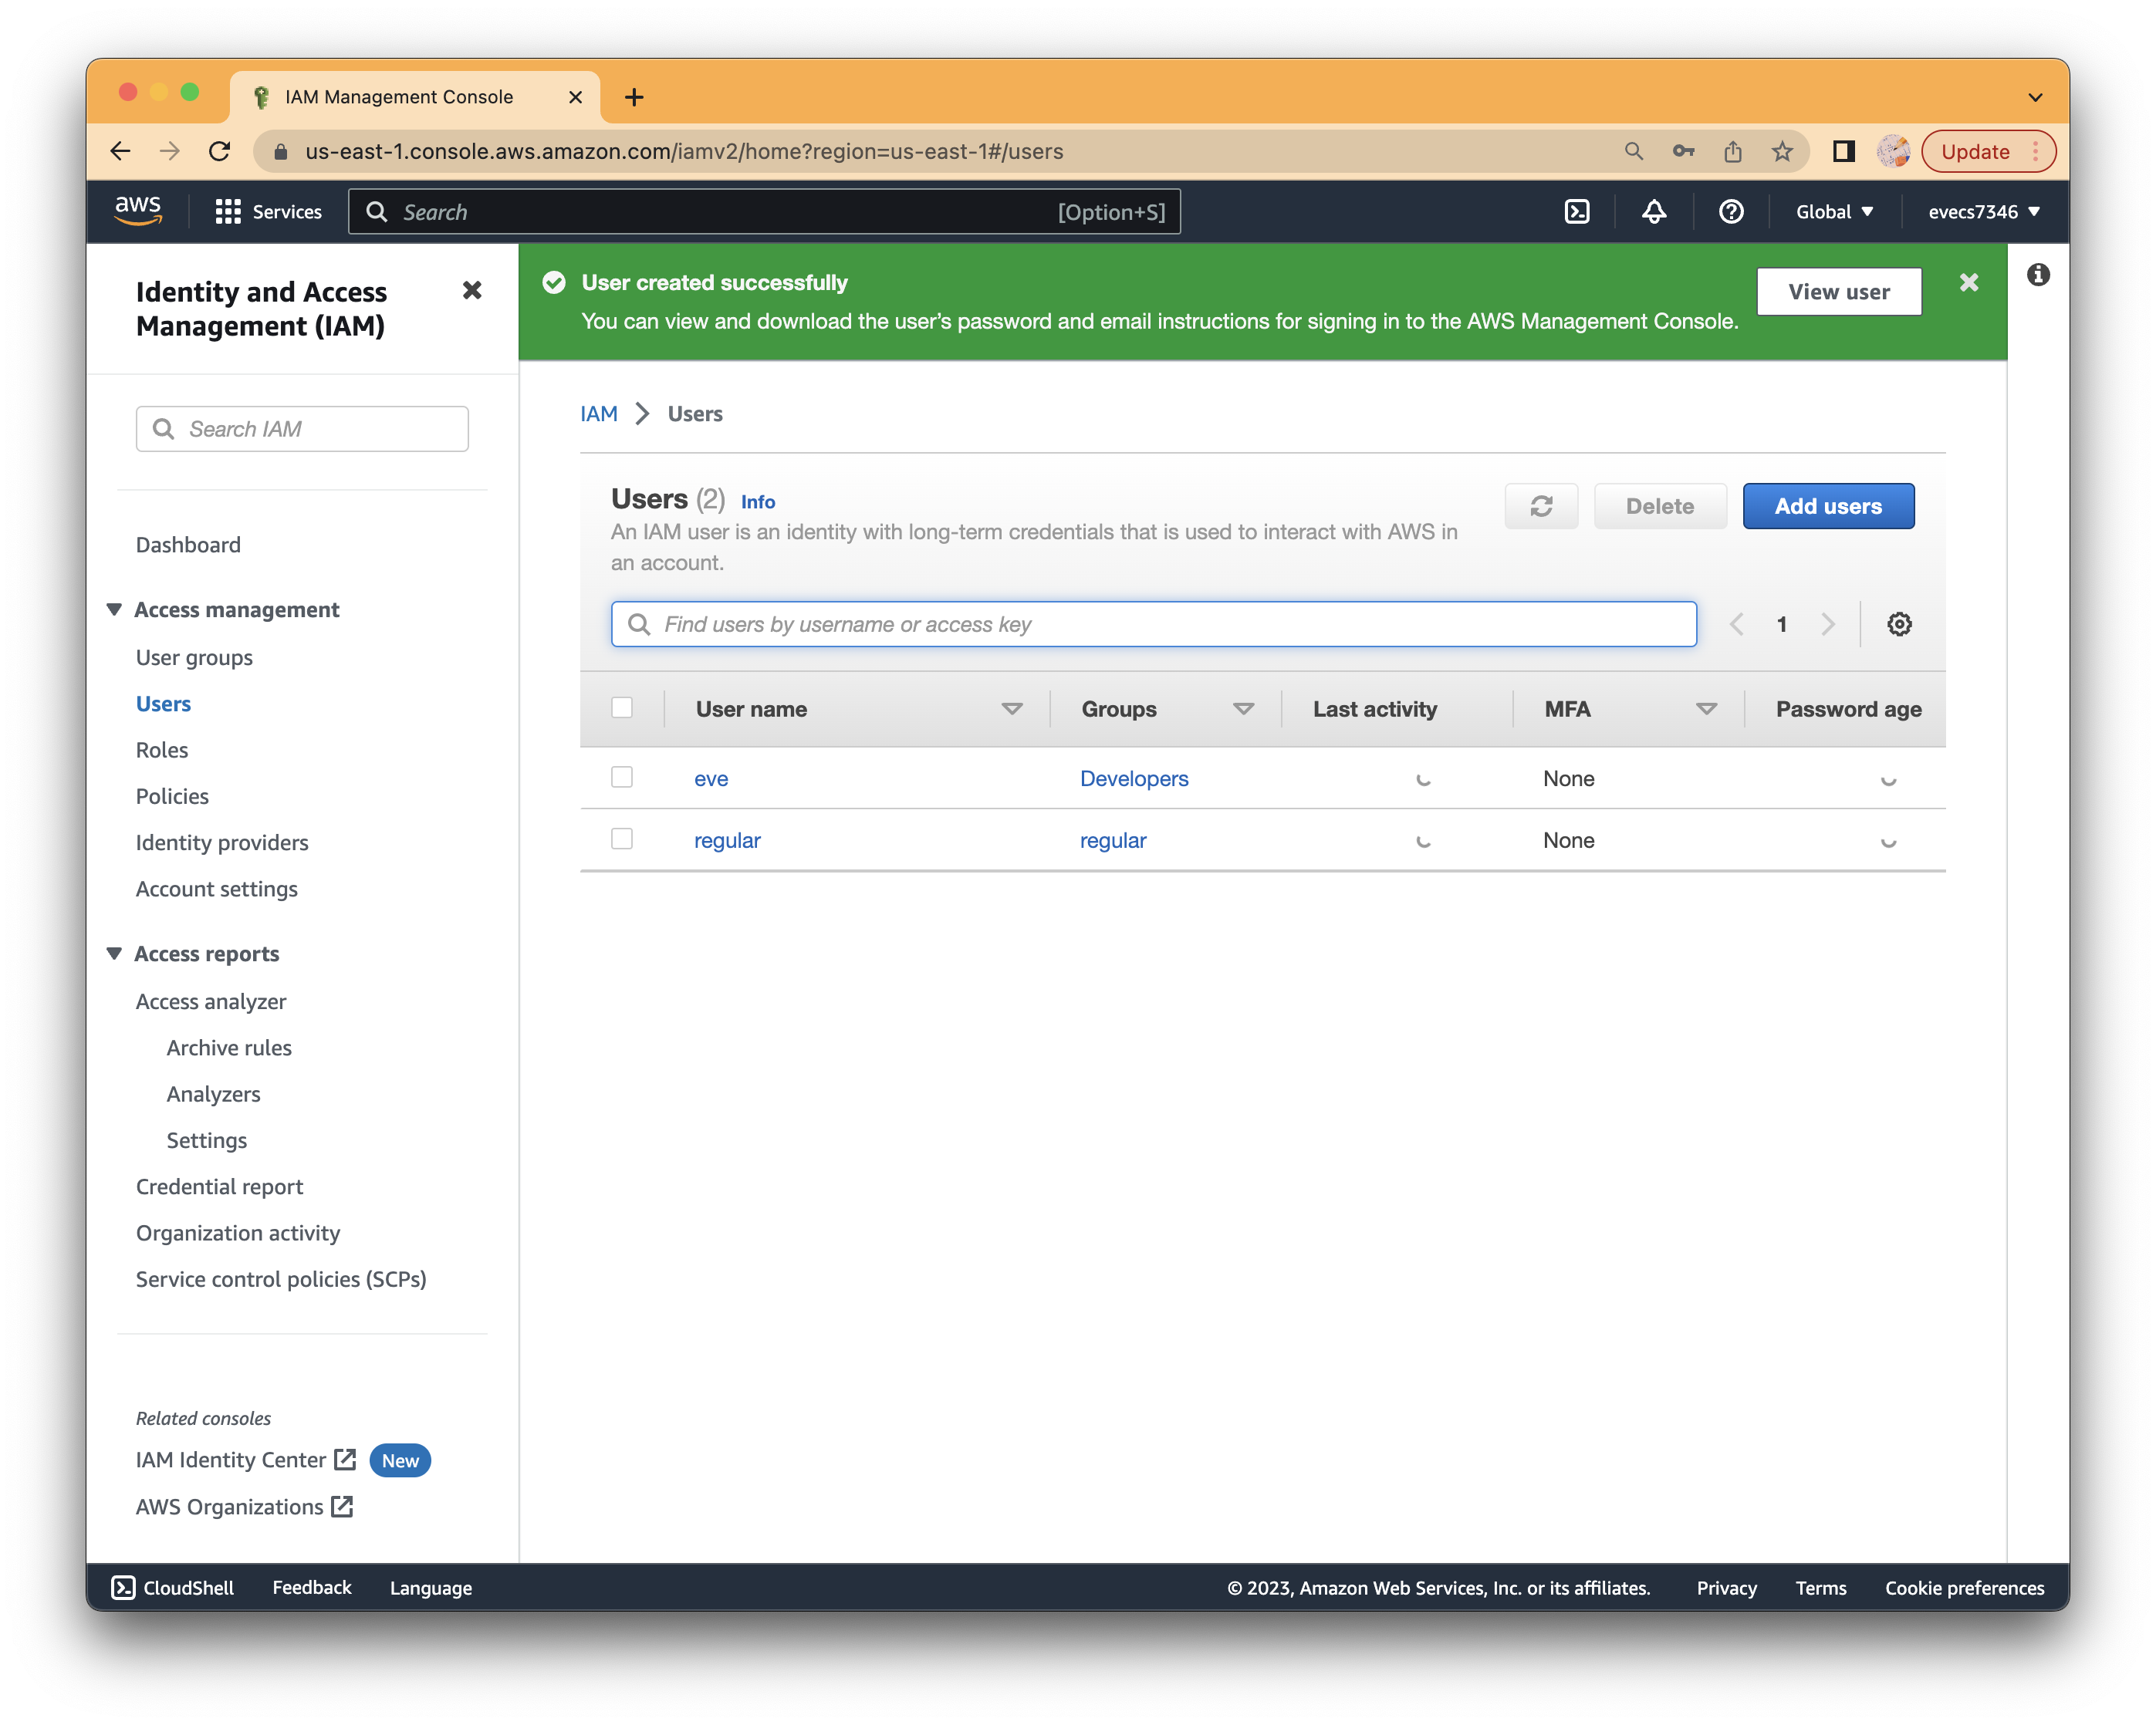 IAM Management Console
us-east-1.console.aws.amazon.com/iamv2/home?region=us-east-1#/users
Update
aws
Services
Search
[Option+S]
Global
evecs7346
Identity and Access
Management (IAM)
Search IAM
Dashboard
Access management
User groups
Users
Roles
Policies
Identity providers
Account settings
Access reports
Access analyzer
Archive rules
Analyzers
Settings
Credential report
Organization activity
Service control policies (SCPs)
Related consoles
IAM Identity Center New
AWS Organizations
User created successfully
You can view and download the user's password and email instructions for signing in to the AWS Management Console.
View user
IAM Users
Users (2) Info
An IAM user is an identity with long-term credentials that is used to interact with AWS in
an account.
Delete
Add users
Find users by username or access key
1
User name Groups Last activity MFA Password age
eve Developers None
regular regular None
CloudShell Feedback Language
© 2023, Amazon Web Services, Inc. or its affiliates. Privacy Terms Cookie preferences